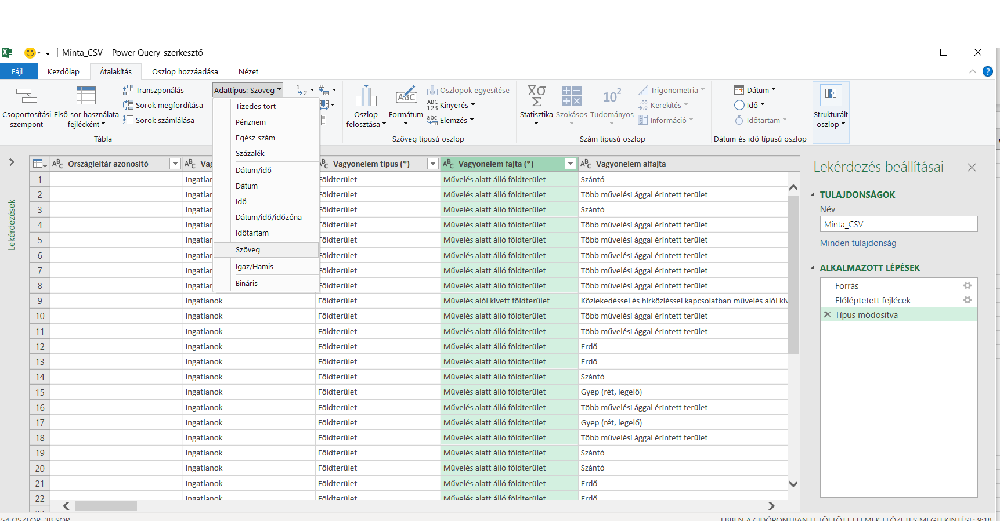 Minta_CSV – Power Query-szerkesztő
Fájl Kezdőlap Átalakítás Oszlop hozzáadása Nézet
Csoportosítási szempont
Első sor használata fejlécként
Transzponálás
Sorok megfordítása
Sorok számlálása
Tábla
Adattípus: Szöveg
Tizedes tört
Pénznem
Egész szám
Százalék
Dátum/idő
Dátum
Idő
Dátum/idő/időzóna
Időtartam
Szöveg
Igaz/Hamis
Bináris
Oszlop felosztása
Formátum
Oszlopok egyesítése
Kinyerés
Elemzés
Szöveg típusú oszlop
Statisztika
Szokásos
Tudományos
Trigonometria
Kerekítés
Információ
Szám típusú oszlop
Dátum
Idő
Időtartam
Dátum és idő típusú oszlop
Strukturált oszlop
Lekérdezések
Országleltár azonosító Vag Vagyonelem típus (*) Vagyonelem fajta (*) Vagyonelem alfajta
1 Ingatlan Földterület Művelés alatt álló földterület Szántó
2 Ingatlan Földterület Művelés alatt álló földterület Több művelési ággal érintett terület
3 Ingatlan Földterület Művelés alatt álló földterület Szántó
4 Ingatlan Földterület Művelés alatt álló földterület Több művelési ággal érintett terület
5 Ingatlan Földterület Művelés alatt álló földterület Több művelési ággal érintett terület
6 Ingatlan Földterület Művelés alatt álló földterület Több művelési ággal érintett terület
7 Ingatlan Földterület Művelés alatt álló földterület Több művelési ággal érintett terület
8 Ingatlan Földterület Művelés alatt álló földterület Több művelési ággal érintett terület
9 Ingatlanok Földterület Művelés alól kivett földterület Közlekedéssel és hírközléssel kapcsolatban művelés alól kiv
10 Ingatlanok Földterület Művelés alatt álló földterület Több művelési ággal érintett terület
11 Ingatlanok Földterület Művelés alatt álló földterület Több művelési ággal érintett terület
12 Ingatlanok Földterület Művelés alatt álló földterület Erdő
13 Ingatlanok Földterület Művelés alatt álló földterület Erdő
14 Ingatlanok Földterület Művelés alatt álló földterület Szántó
15 Ingatlanok Földterület Művelés alatt álló földterület Gyep (rét, legelő)
16 Ingatlanok Földterület Művelés alatt álló földterület Több művelési ággal érintett terület
17 Ingatlanok Földterület Művelés alatt álló földterület Gyep (rét, legelő)
18 Ingatlanok Földterület Művelés alatt álló földterület Több művelési ággal érintett terület
19 Ingatlanok Földterület Művelés alatt álló földterület Szántó
20 Ingatlanok Földterület Művelés alatt álló földterület Szántó
21 Ingatlanok Földterület Művelés alatt álló földterület Erdő
22 Ingatlanok Földterület Művelés alatt álló földterület Erdő
Lekérdezés beállításai
TULAJDONSÁGOK
Név
Minta_CSV
Minden tulajdonság
ALKALMAZOTT LÉPÉSEK
Forrás
Előléptetett fejlécek
Típus módosítva
54 OSZLOP, 38 SOR
EBBEN AZ IDŐPONTBAN LETÖLTÖTT ELEMEK ELŐZETES MEGTEKINTÉSE: 9:18